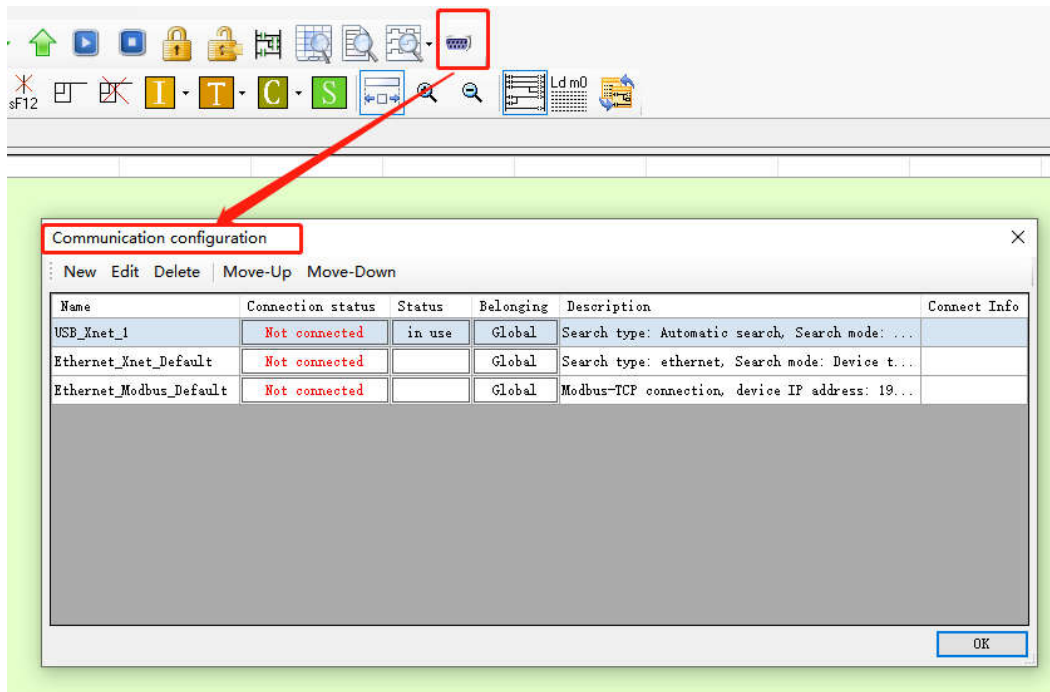 sF12 I T C S Ld m0
Communication configuration
New Edit Delete Move-Up Move-Down
Name Connection status Status Belonging Description Connect Info
USB_Xnet_1 Not connected in use Global Search type: Automatic search, Search mode: ...
Ethernet_Xnet_Default Not connected Global Search type: ethernet, Search mode: Device t...
Ethernet_Modbus_Default Not connected Global Modbus-TCP connection, device IP address: 19...
OK